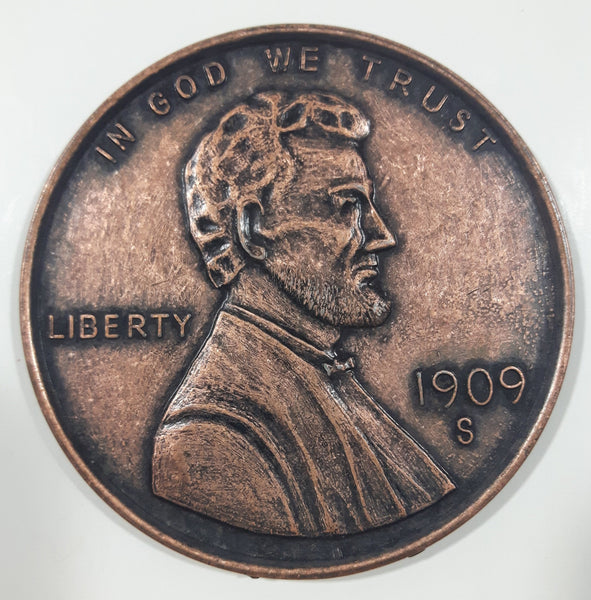 IN GOD WE TRUST
LIBERTY
1909
S